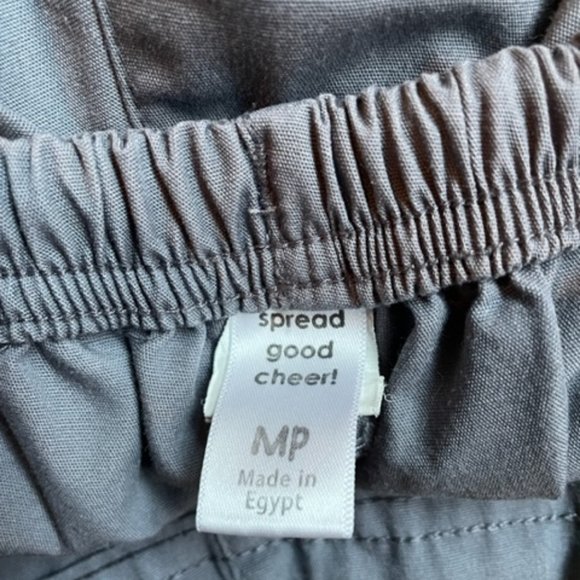 spread
good
cheer!
MP
Made in
Egypt